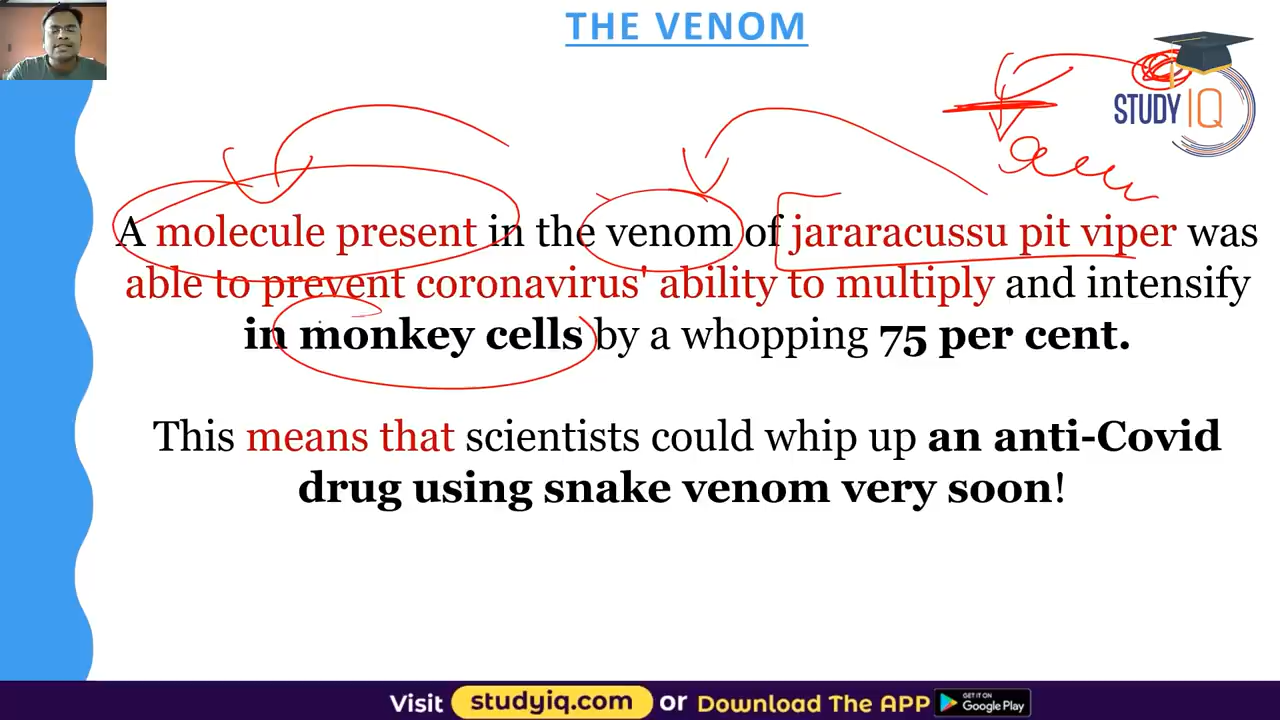 THE VENOM
STUDY IQ
A molecule present in the venom of jararacussu pit viper was
able to prevent coronavirus' ability to multiply and intensify
in monkey cells by a whopping 75 per cent.
This means that scientists could whip up an anti-Covid
drug using snake venom very soon!
Visit studyiq.com or Download The APP GET IT ON Google Play